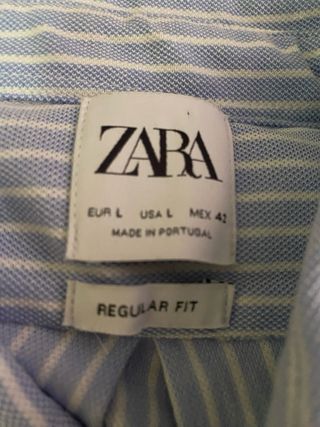 ZARA
EUR L USA L MEX 42
MADE IN PORTUGAL
REGULAR FIT